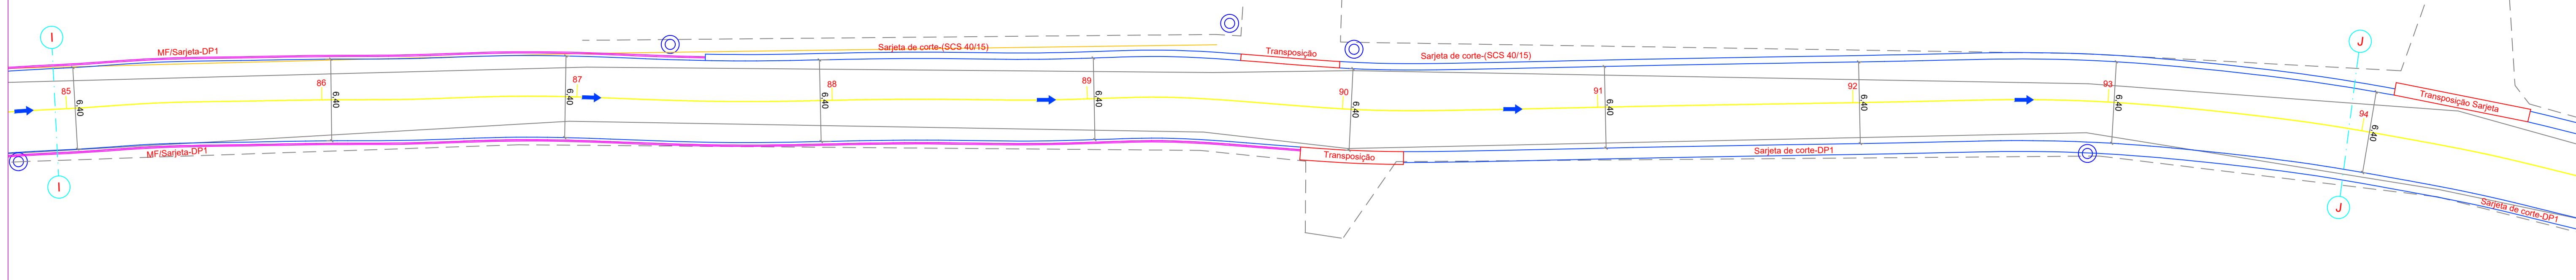 I
MF/Sarjeta-DP1
85
6.40
MF/Sarjeta-DP1
I
86
6.40
87
6.40
Sarjeta de corte-(SCS 40/15)
88
6.40
89
6.40
Transposição
90
6.40
Transposição
Sarjeta de corte-(SCS 40/15)
91
6.40
Sarjeta de corte-DP1
92
6.40
93
6.40
J
Transposição Sarjeta
94
6.40
J
Sarjeta de corte-DP1